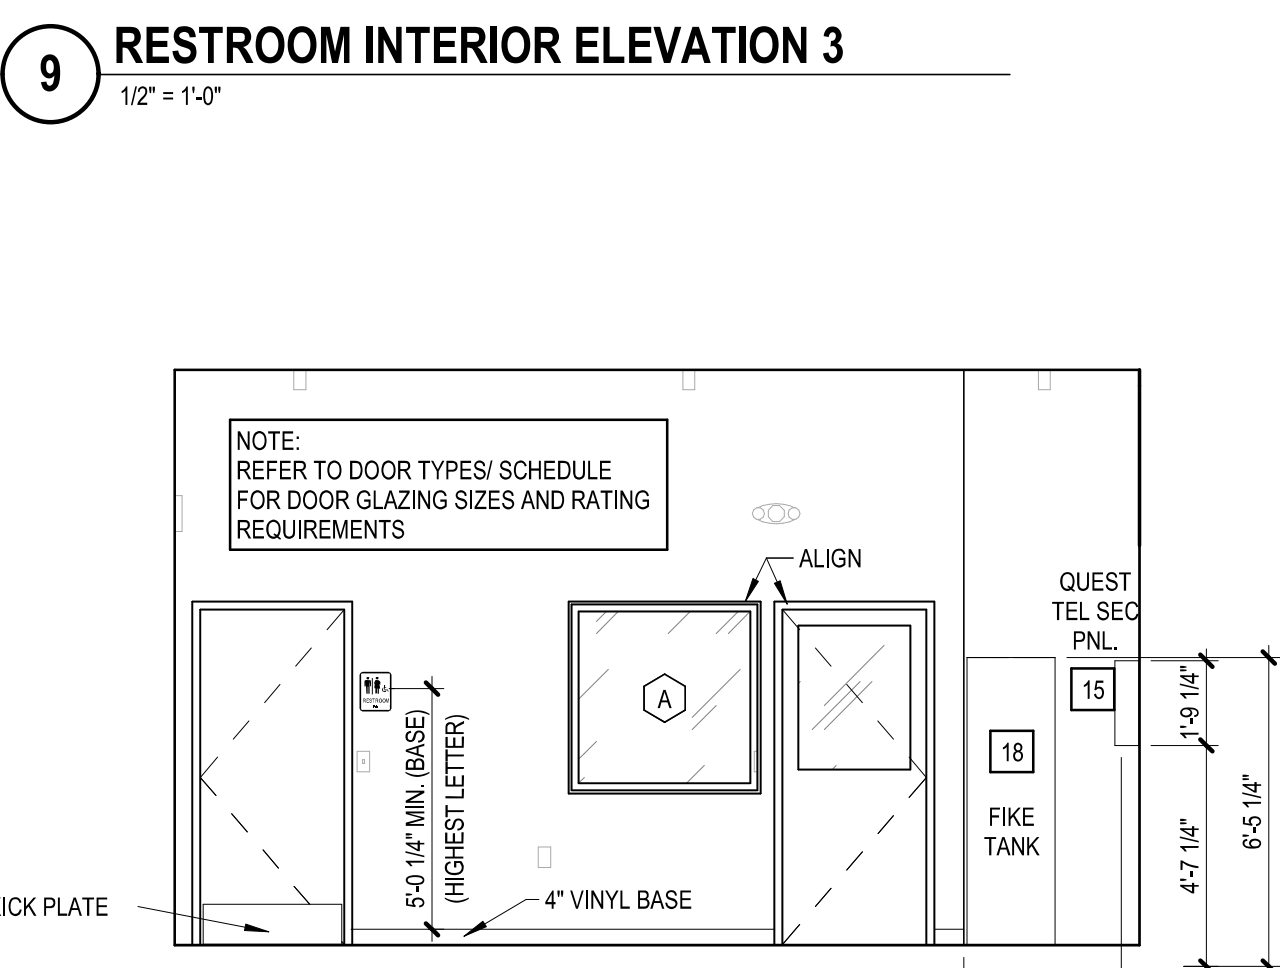 9
RESTROOM INTERIOR ELEVATION 3
1/2" = 1'-0"
NOTE:
REFER TO DOOR TYPES/ SCHEDULE
FOR DOOR GLAZING SIZES AND RATING
REQUIREMENTS
ALIGN
QUEST
TEL SEC
PNL.
15
1'-9 1/4"
RESTROOM
A
5'-0 1/4" MIN. (BASE)
(HIGHEST LETTER)
18
FIKE
TANK
4'-7 1/4"
6'-5 1/4"
4" VINYL BASE
PLATE